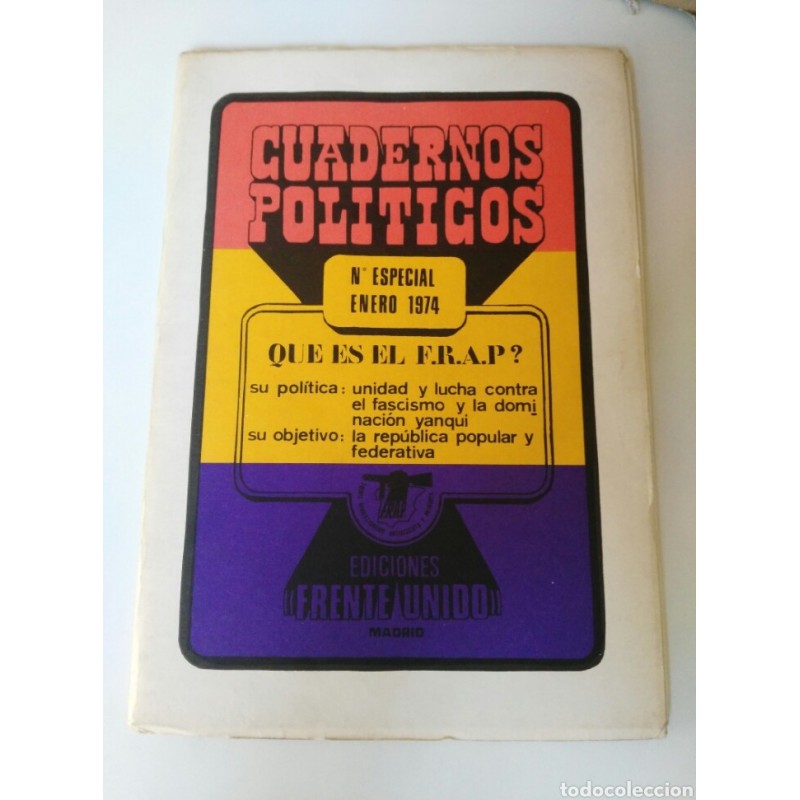 CUADERNOS
POLITICOS
Nº ESPECIAL
ENERO 1974
QUE ES EL F.R.A.P?
su política: unidad y lucha contra
el fascismo y la domi
nación yanqui
su objetivo: la república popular y
federativa
EDICIONES
"FRENTE UNIDO"
MADRID
todocoleccion